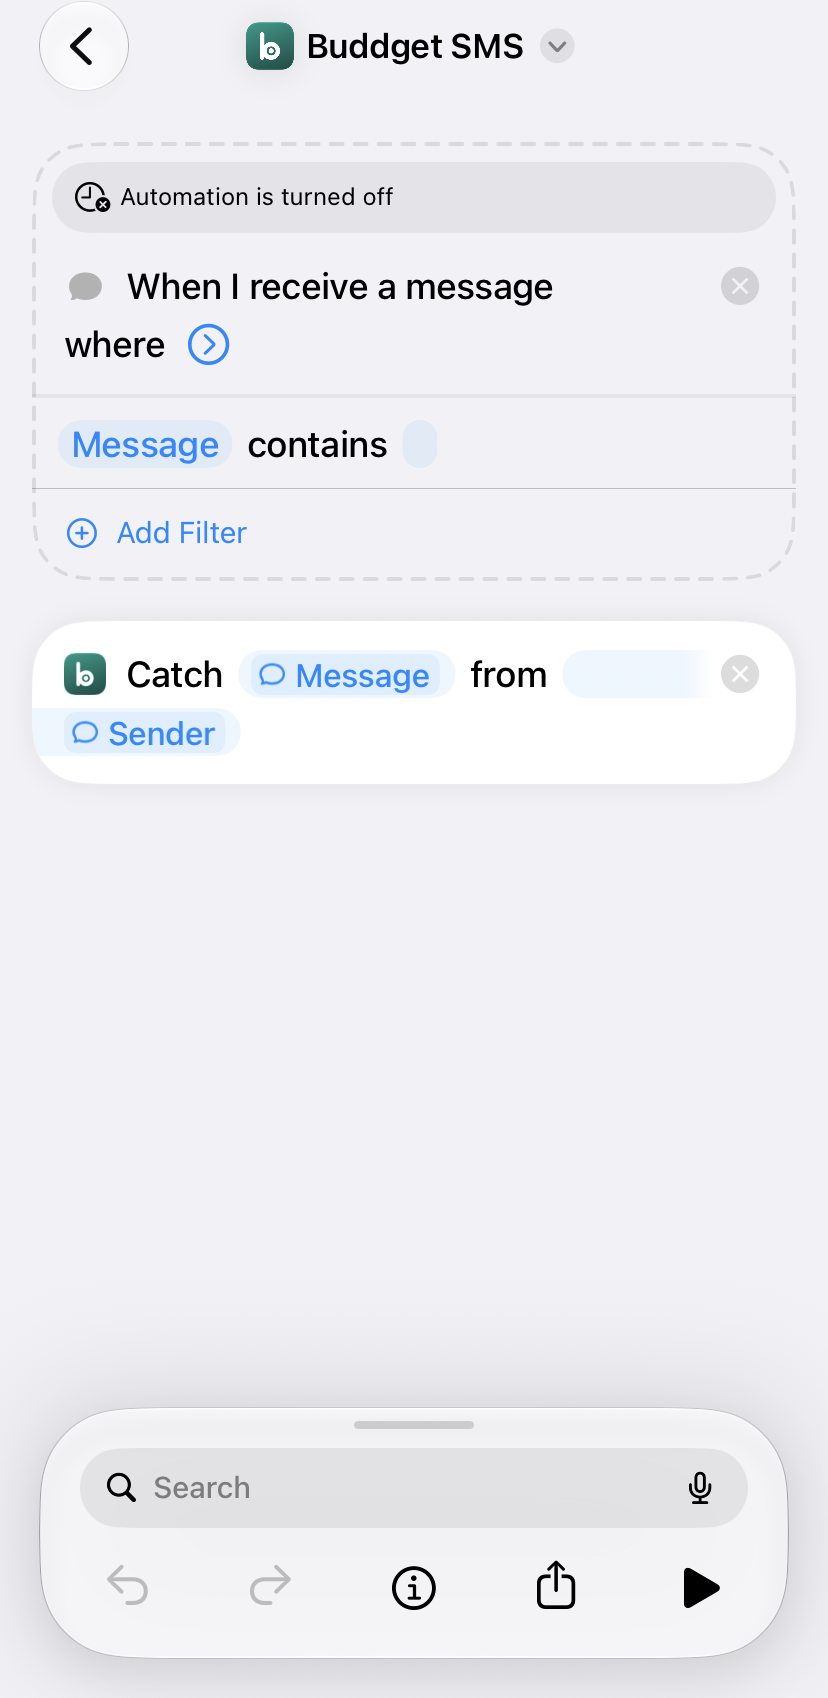 Buddget SMS
Automation is turned off
When I receive a message
where
Message contains
Add Filter
Catch Message from
Sender
Search